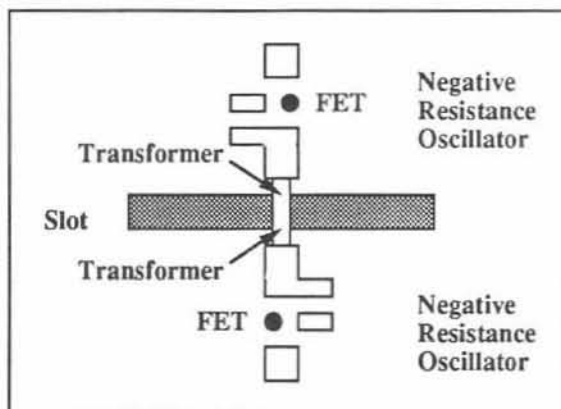 Negative
Resistance
Oscillator
FET
Transformer
Slot
Transformer
FET
Negative
Resistance
Oscillator